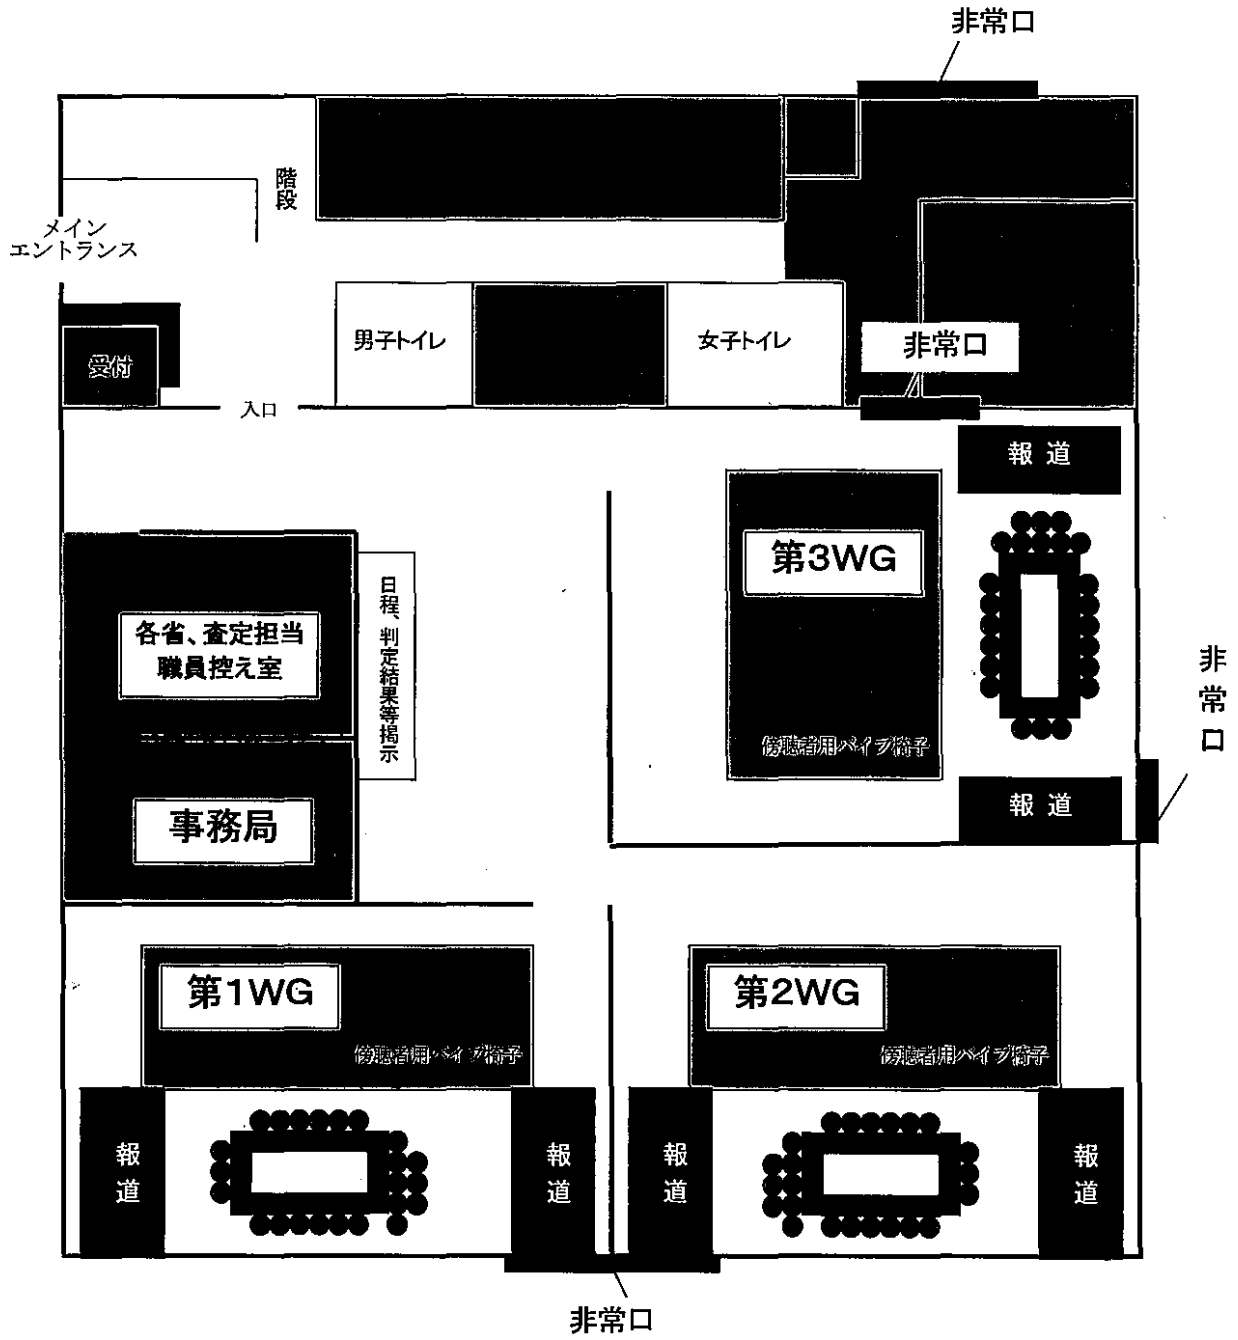 非常口
階段
メイン
エントランス
男子トイレ
女子トイレ
非常口
受付
入口
報道
第3WG
各省、査定担当
職員控え室
日程、判定結果等掲示
非常口
傍聴者用パイプ椅子
事務局
報道
第1WG
第2WG
傍聴者用パイプ椅子
傍聴者用パイプ椅子
報道
報道
報道
報道
非常口